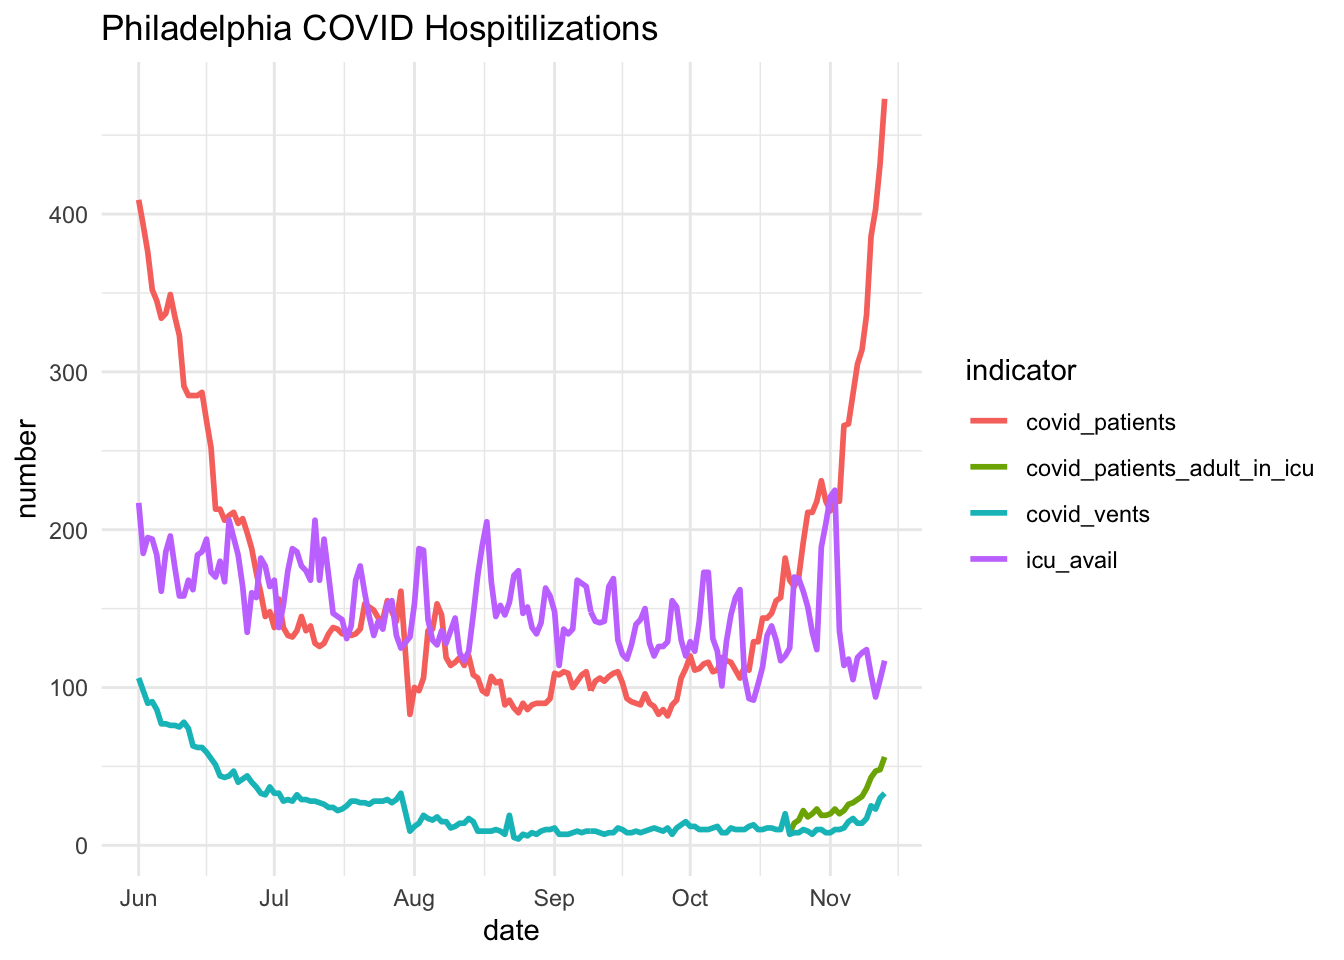 Philadelphia COVID Hospitilizations
number
400
300
200
100
0
Jun Jul Aug Sep Oct Nov
date
indicator
covid_patients
covid_patients_adult_in_icu
covid_vents
icu_avail